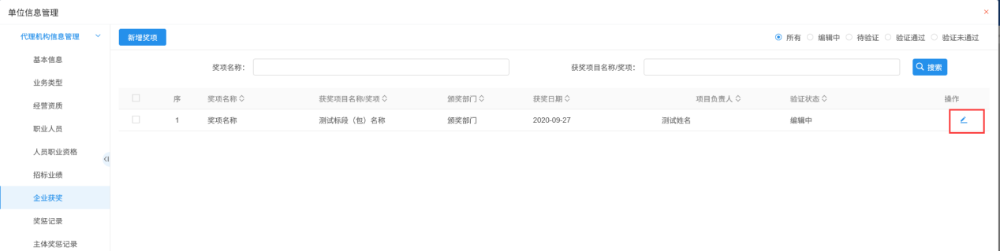 单位信息管理
代理机构信息管理
新增奖项
所有 编辑中 待验证 验证通过 验证未通过
基本信息
业务类型
经营资质
职业人员
人员职业资格
招标业绩
企业获奖
奖惩记录
主体奖惩记录
奖项名称: 获奖项目名称/奖项: 搜索
序 奖项名称 获奖项目名称/奖项 颁奖部门 获奖日期 项目负责人 验证状态 操作
1 奖项名称 测试标段（包）名称 颁奖部门 2020-09-27 测试姓名 编辑中